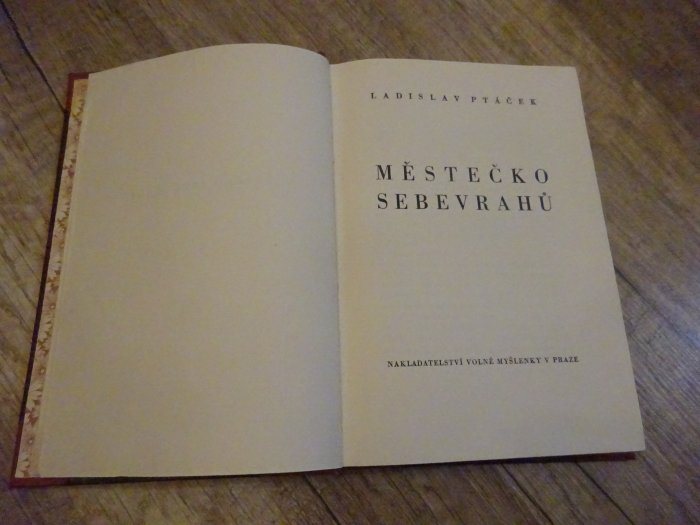 LADISLAV PTÁČEK
MĚSTEČKO
SEBEVRAHŮ
NAKLADATELSTVÍ VOLNÉ MYŠLENKY V PRAZE